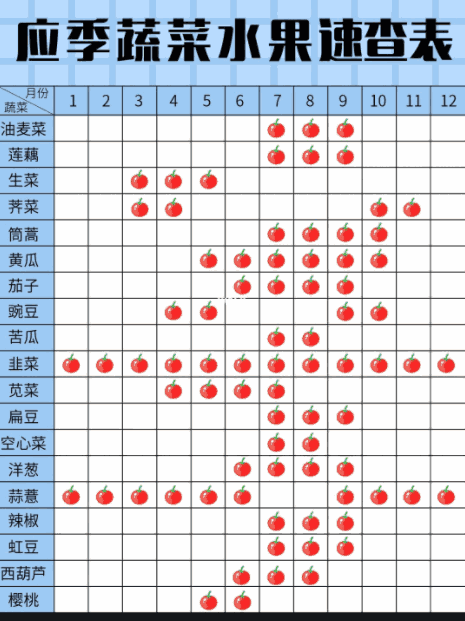 应季蔬菜水果速查表
月份
蔬菜
1 2 3 4 5 6 7 8 9 10 11 12
油麦菜
莲藕
生菜
荠菜
筒蒿
黄瓜
茄子
豌豆
苦瓜
韭菜
苋菜
扁豆
空心菜
洋葱
蒜薹
辣椒
虹豆
西葫芦
樱桃